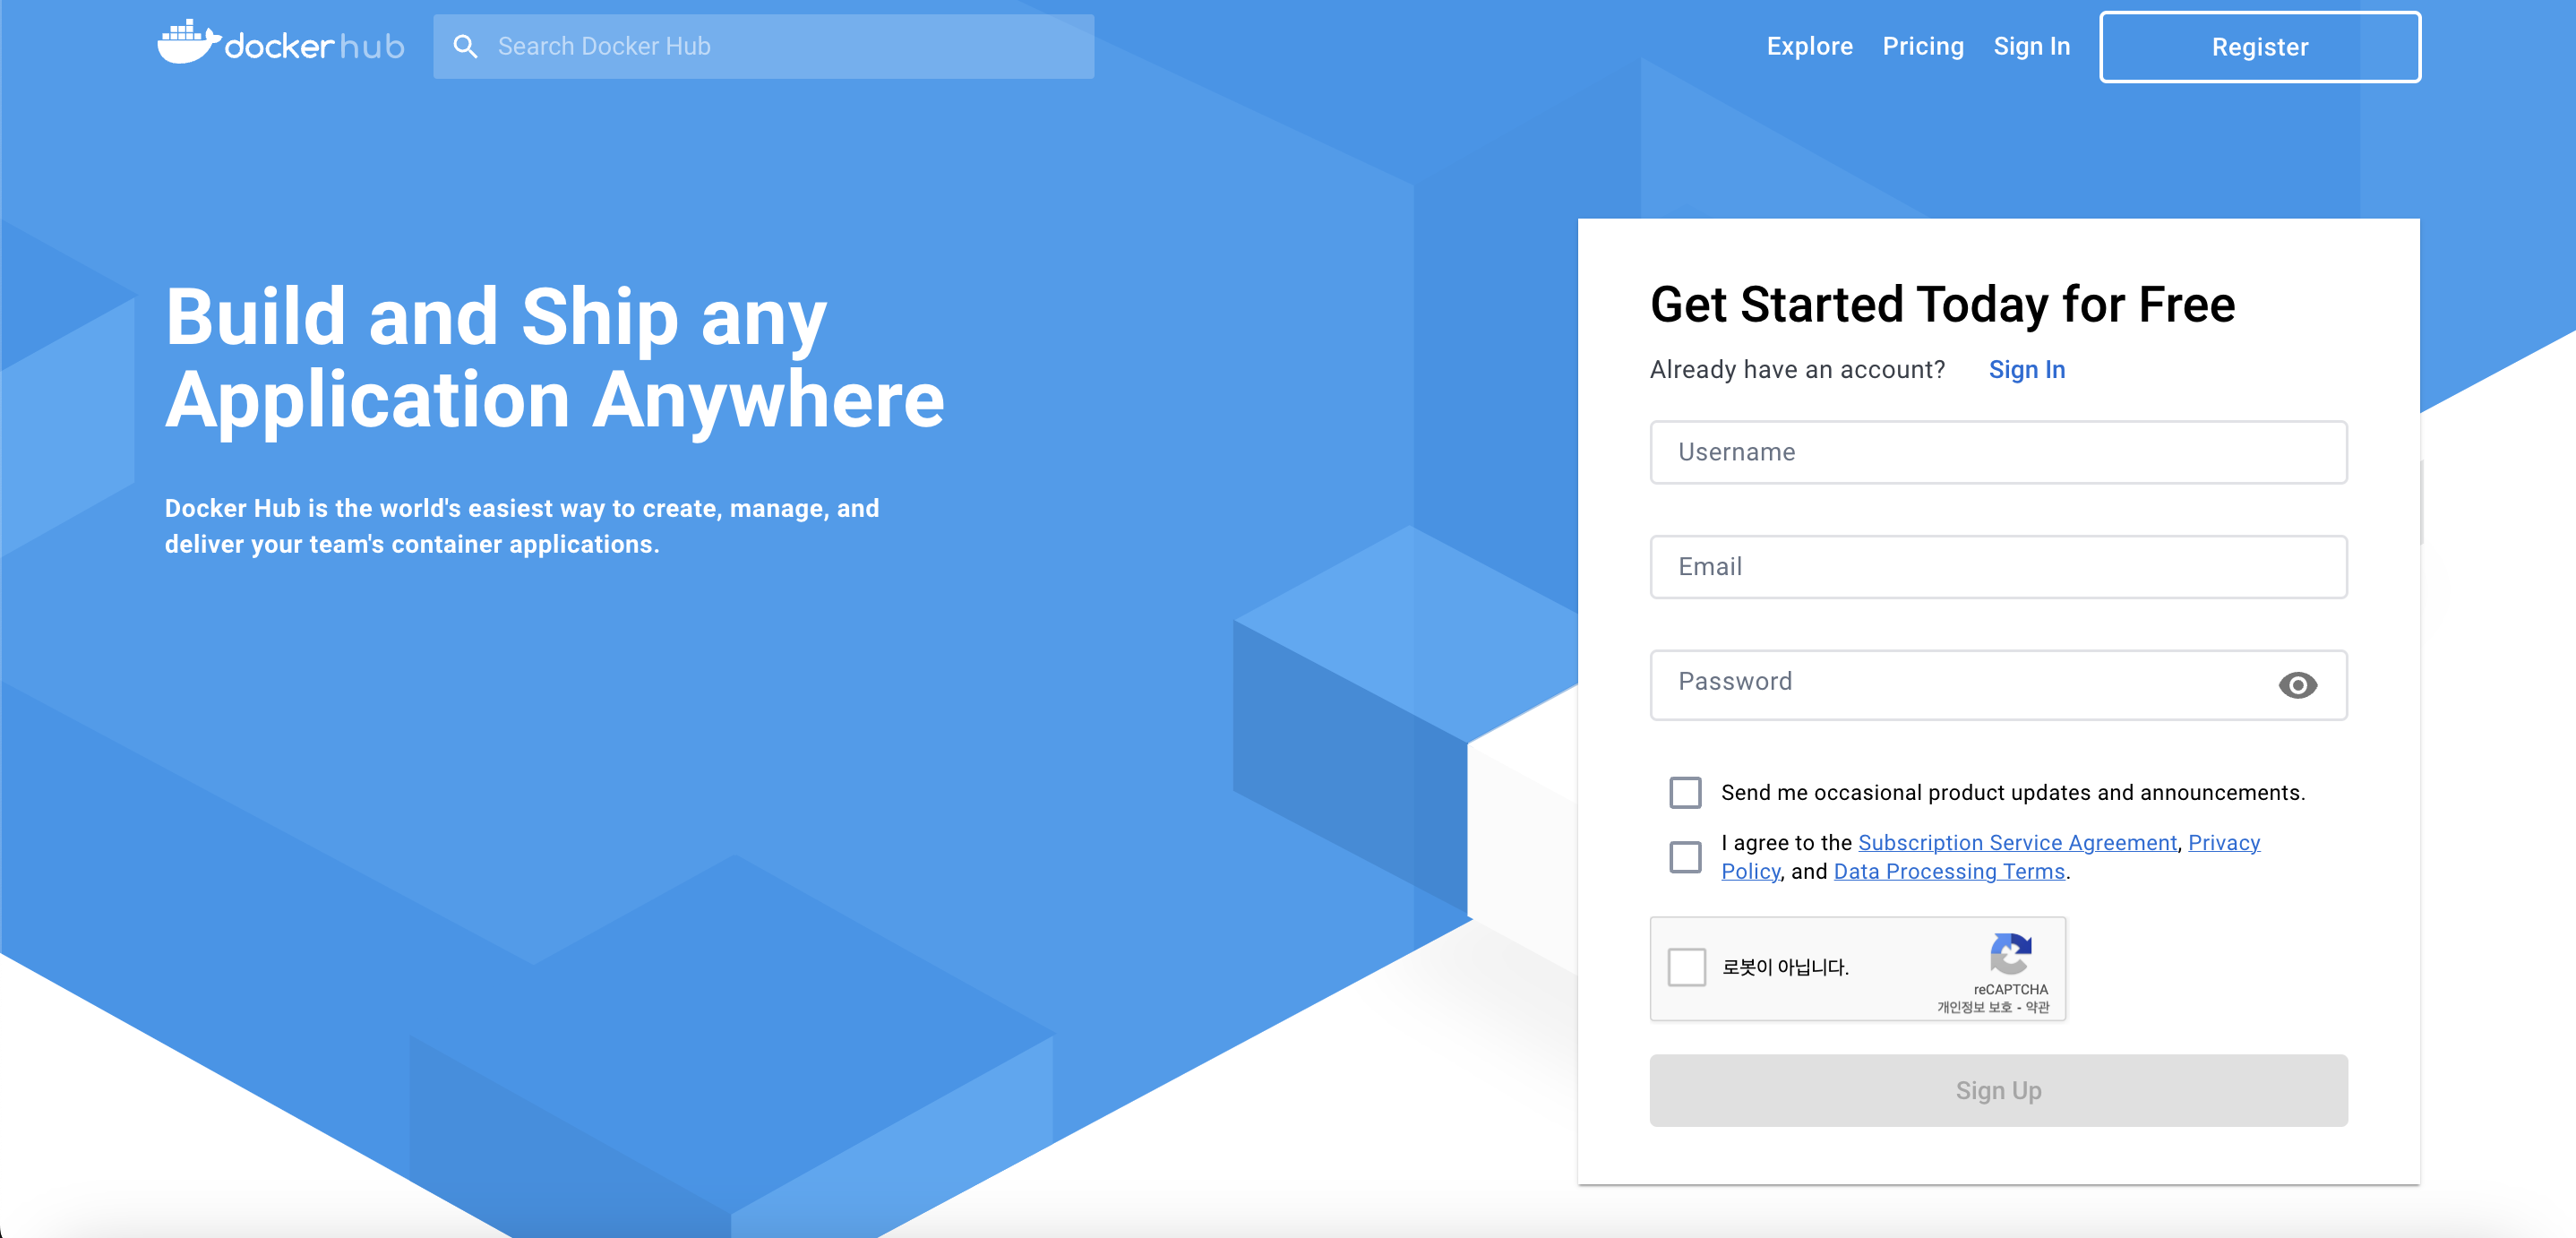 docker hub
Search Docker Hub
Explore
Pricing
Sign In
Register
Build and Ship any
Application Anywhere
Docker Hub is the world's easiest way to create, manage, and
deliver your team's container applications.
Get Started Today for Free
Already have an account? Sign In
Username
Email
Password
Send me occasional product updates and announcements.
I agree to the Subscription Service Agreement, Privacy
Policy, and Data Processing Terms.
로봇이 아닙니다.
reCAPTCHA
개인정보 보호 - 약관
Sign Up